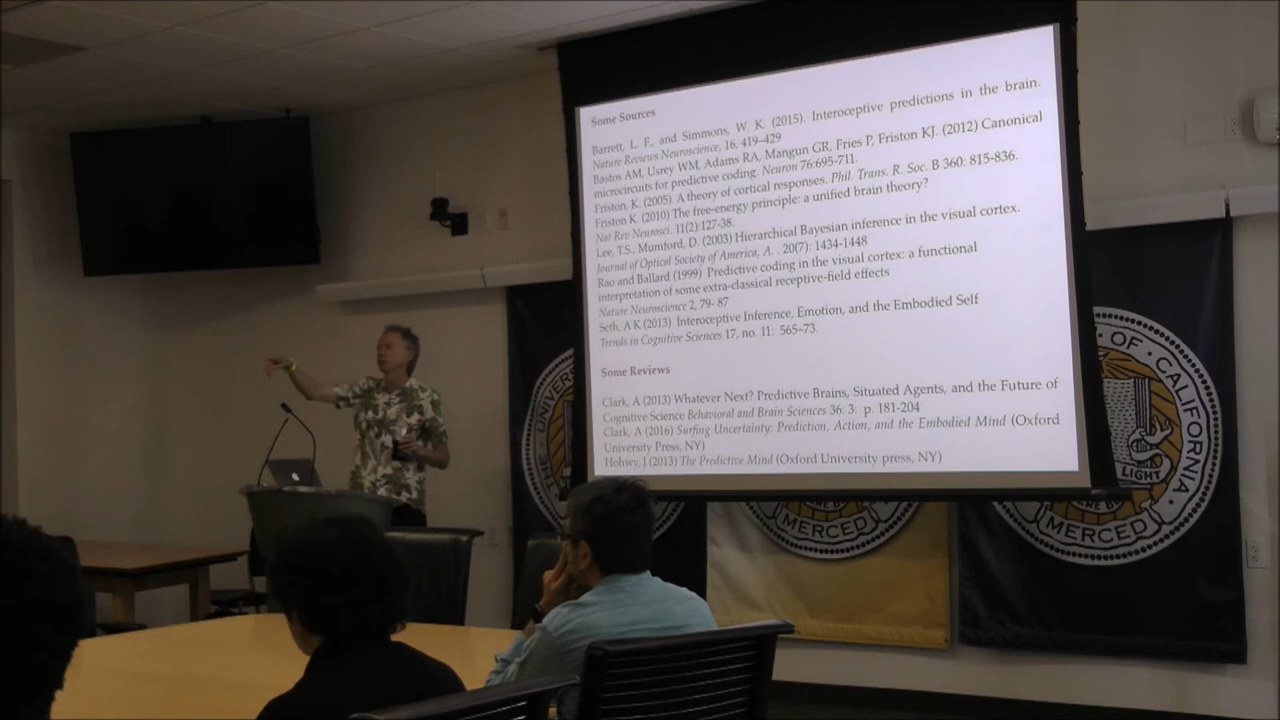 Some Sources
Barrett, L. F., and Simmons, W. K. (2015). Interoceptive predictions in the brain.
Nature Reviews Neuroscience, 16, 419–429
Bastos AM, Usrey WM, Adams RA, Mangun GR, Fries P, Friston KJ. (2012) Canonical
microcircuits for predictive coding. Neuron 76:695-711.
Friston. K. (2005). A theory of cortical responses. Phil. Trans. R. Soc. B 360: 815-836.
Friston K. (2010) The free-energy principle: a unified brain theory?
Nat Rev Neurosci. 11(2):127-38.
Lee, T.S., Mumford, D. (2003) Hierarchical Bayesian inference in the visual cortex.
Journal of Optical Society of America, A. . 20(7): 1434-1448
Rao and Ballard (1999) Predictive coding in the visual cortex: a functional
interpretation of some extra-classical receptive-field effects
Nature Neuroscience 2, 79- 87
Seth, A K (2013) Interoceptive Inference, Emotion, and the Embodied Self
Trends in Cognitive Sciences 17, no. 11: 565–73.
Some Reviews
Clark, A (2013) Whatever Next? Predictive Brains, Situated Agents, and the Future of
Cognitive Science Behavioral and Brain Sciences 36: 3: p. 181-204
Clark, A (2016) Surfing Uncertainty: Prediction, Action, and the Embodied Mind (Oxford
University Press, NY)
Hohwy, J (2013) The Predictive Mind (Oxford University press, NY)
THE UNIVERS
MERCED
OF · CALIFORNIA ·
LIGHT
MERCED